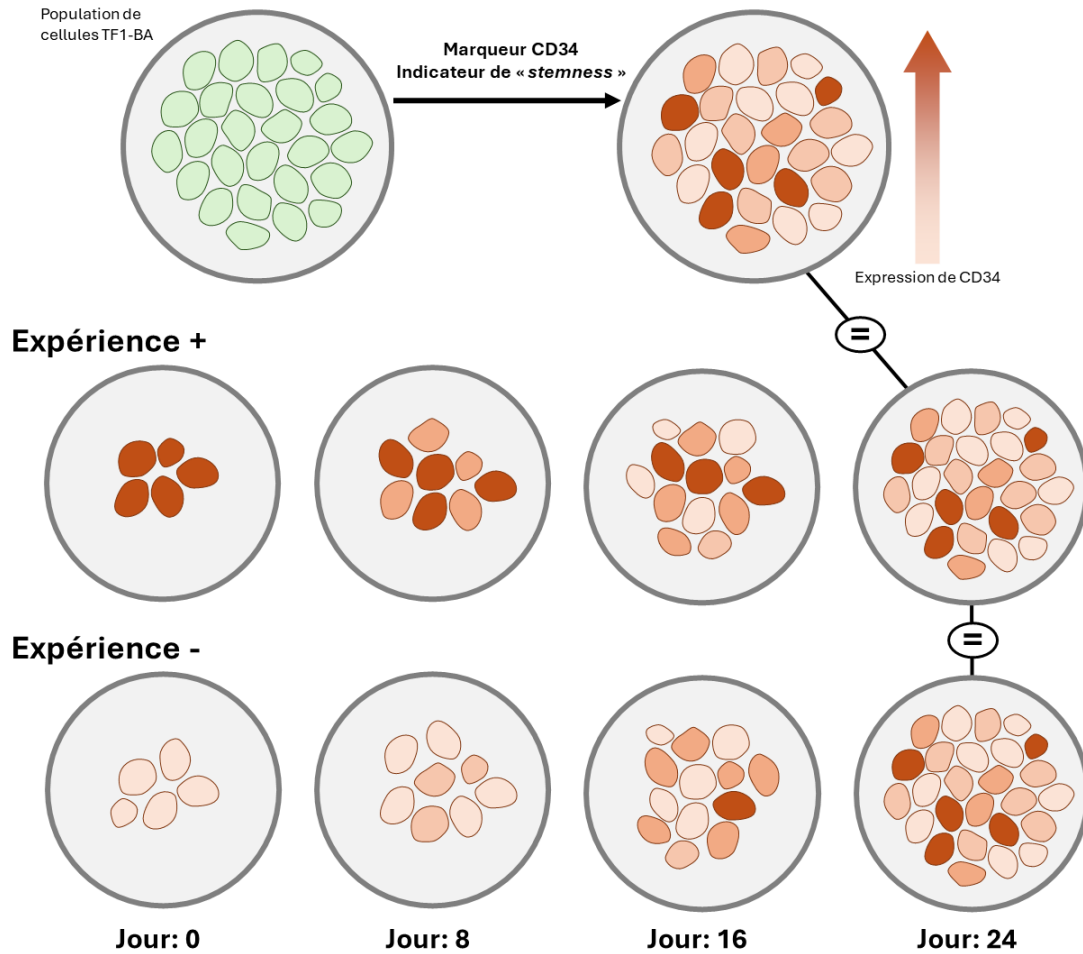 Population de
cellules TF1-BA
Marqueur CD34
Indicateur de « stemness »
Expression de CD34
=
Expérience +
=
Expérience -
Jour: 0
Jour: 8
Jour: 16
Jour: 24